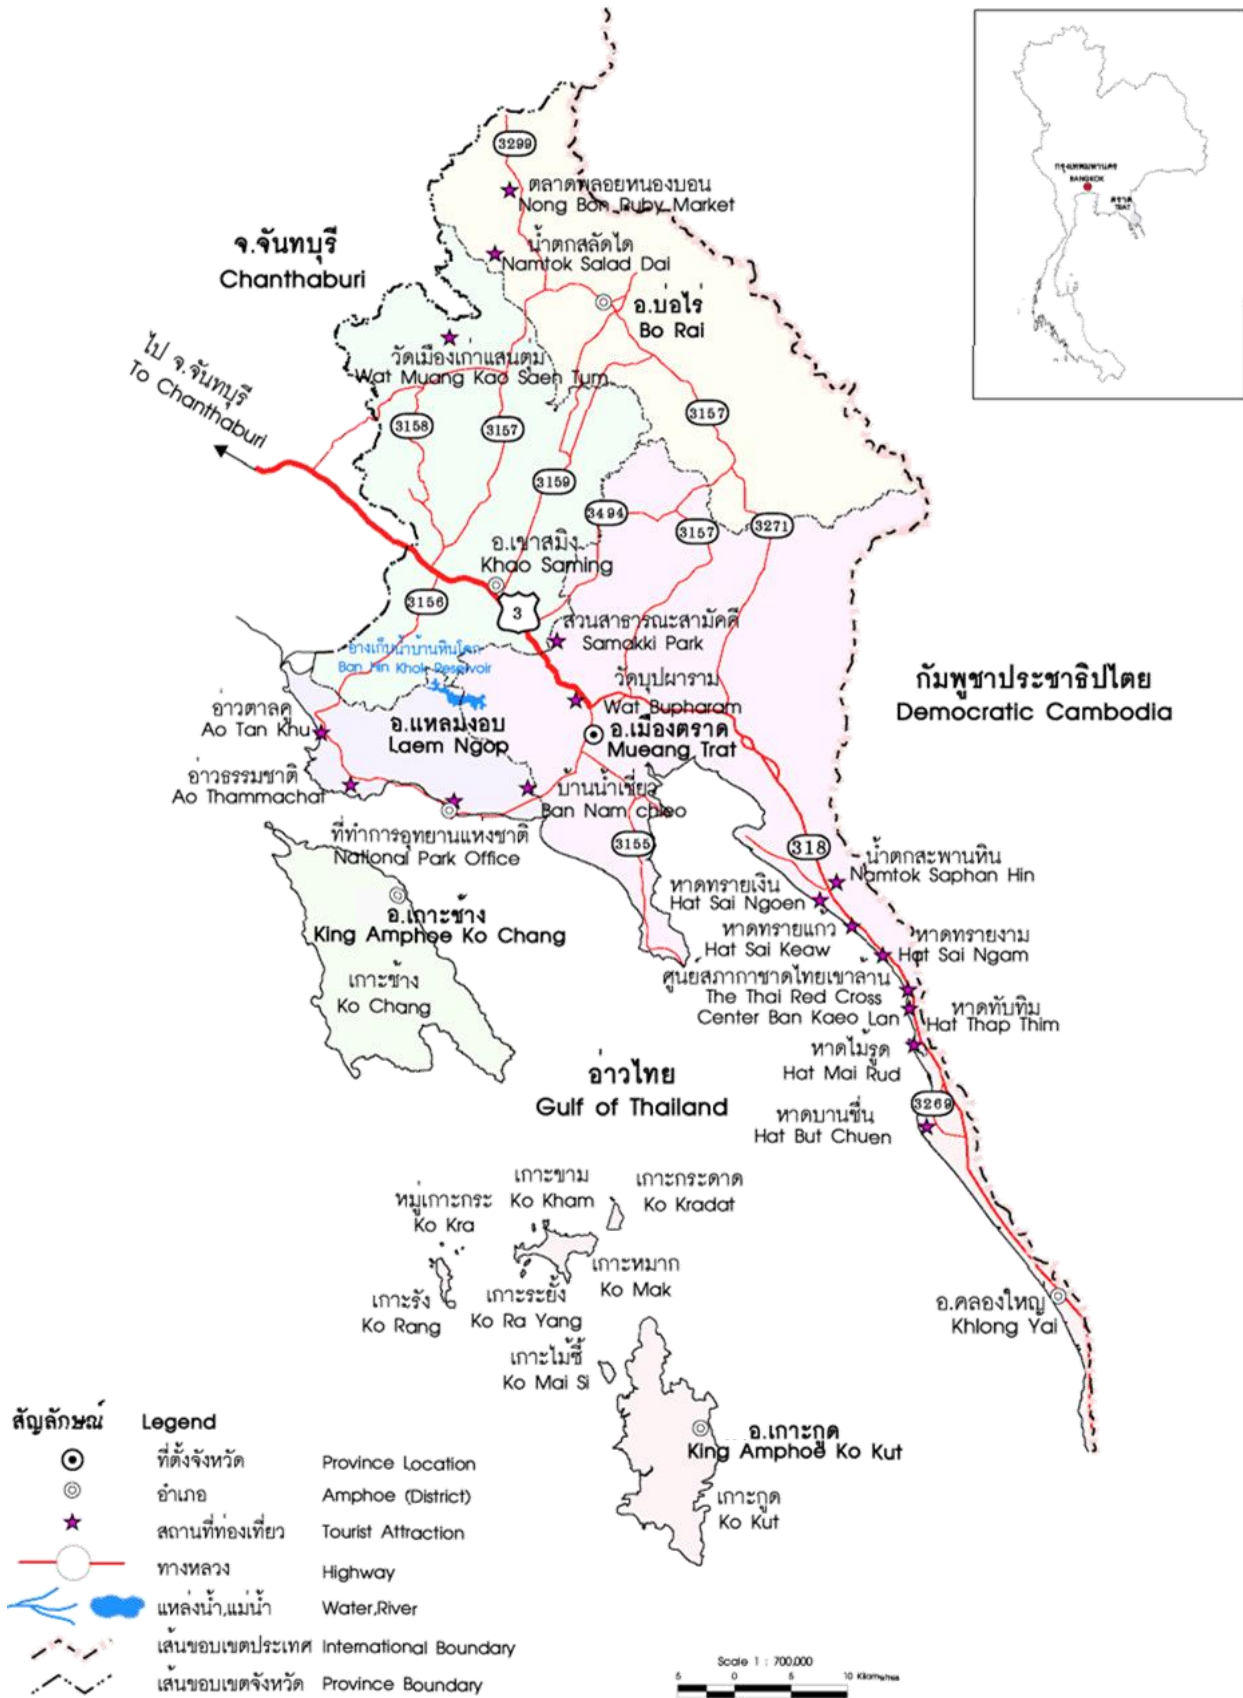 กรุงเทพมหานคร
BANGKOK
ตราด
TRAT
3299
ตลาดพลอยหนองบอน
Nong Bon Ruby Market
จ.จันทบุรี
Chanthaburi
น้ำตกสลัดได
Namtok Salad Dai
อ.บ่อไร่
Bo Rai
ไป จ.จันทบุรี
To Chanthaburi
วัดเมืองเก่าแสนตุ่ม
Wat Muang Kao Saen Tum
3158
3157
3157
3159
3494
3157
3271
อ.เขาสมิง
Khao Saming
3156
3
สวนสาธารณะสามัคคี
Samakki Park
อ่างเก็บน้ำบ้านหินโคก
Ban Hin Khok Reservoir
วัดบุปผาราม
Wat Bupharam
กัมพูชาประชาธิปไตย
Democratic Cambodia
อ่าวตาลคู่
Ao Tan Khu
อ.แหลมงอบ
Laem Ngop
อ.เมืองตราด
Mueang Trat
อ่าวธรรมชาติ
Ao Thammachat
บ้านน้ำเชี่ยว
Ban Nam chieo
ที่ทำการอุทยานแห่งชาติ
National Park Office
3155
318
น้ำตกสะพานหิน
Namtok Saphan Hin
หาดทรายเงิน
Hat Sai Ngoen
อ.เกาะช้าง
King Amphoe Ko Chang
หาดทรายแก้ว
Hat Sai Keaw
หาดทรายงาม
Hat Sai Ngam
เกาะช้าง
Ko Chang
ศูนย์สภากาชาดไทยเขาล้าน
The Thai Red Cross
Center Ban Kaeo Lan
หาดทับทิม
Hat Thap Thim
หาดไม้รูด
Hat Mai Rud
อ่าวไทย
Gulf of Thailand
3269
หาดบานชื่น
Hat But Chuen
เกาะขาม
Ko Kham
เกาะกระดาด
Ko Kradat
หมู่เกาะกระ
Ko Kra
เกาะหมาก
Ko Mak
เกาะรัง
Ko Rang
เกาะระยั้ง
Ko Ra Yang
อ.คลองใหญ่
Khlong Yai
เกาะไม้ซี้
Ko Mai Si
อ.เกาะกูด
King Amphoe Ko Kut
เกาะกูด
Ko Kut
สัญลักษณ์ Legend
ที่ตั้งจังหวัด Province Location
อำเภอ Amphoe (District)
สถานที่ท่องเที่ยว Tourist Attraction
ทางหลวง Highway
แหล่งน้ำ,แม่น้ำ Water,River
เส้นขอบเขตประเทศ International Boundary
เส้นขอบเขตจังหวัด Province Boundary
Scale 1 : 700,000
5 0 5 10 Kilometres